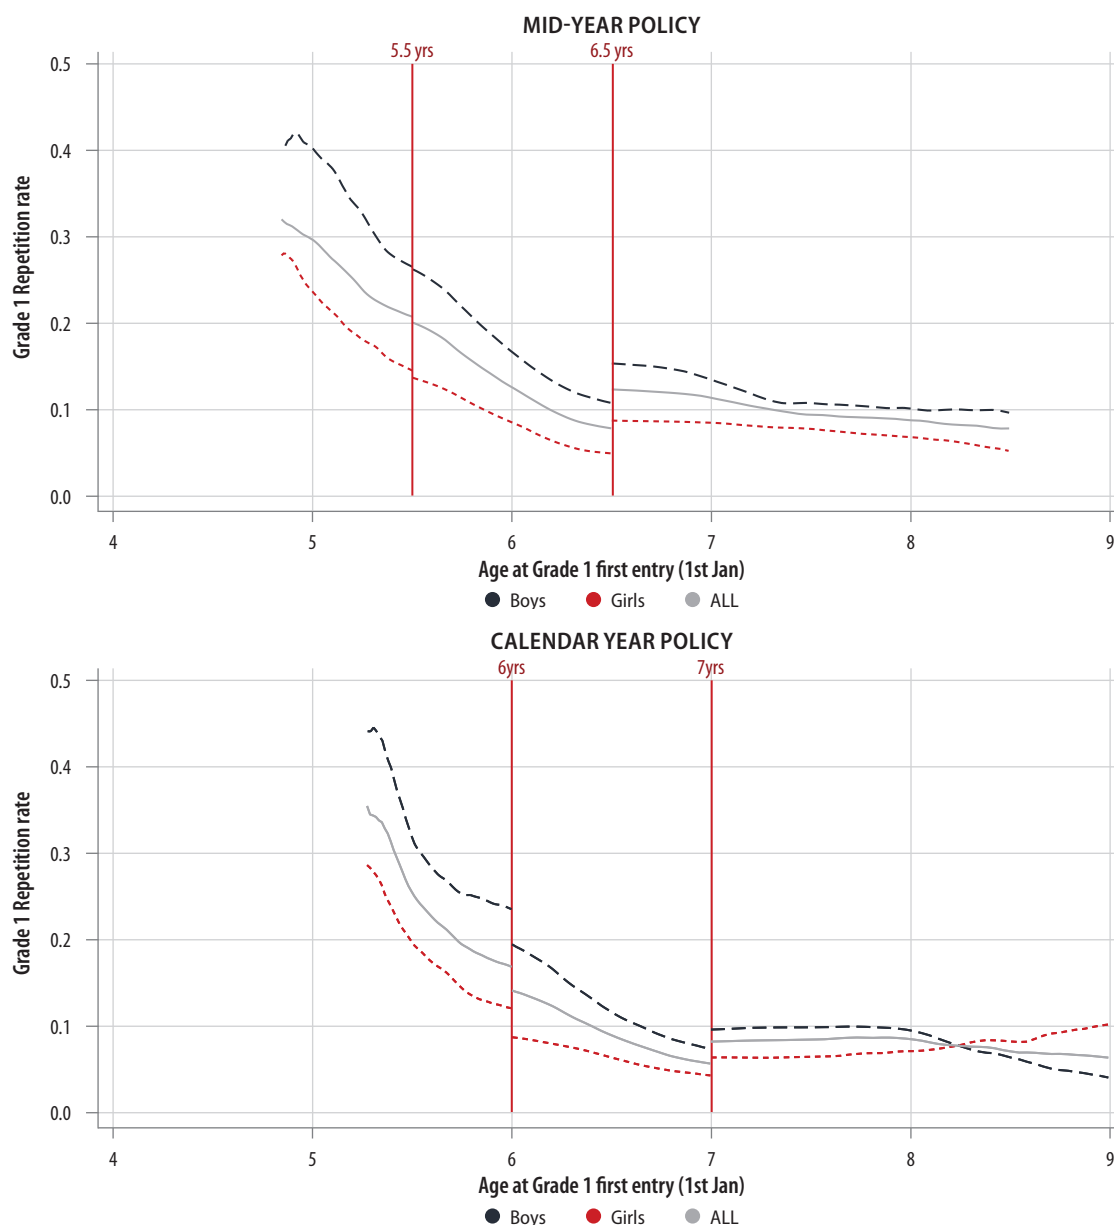 MID-YEAR POLICY
5.5 yrs 6.5 yrs
0.5
0.4
0.3
0.2
0.1
0.0
Grade 1 Repetition rate
4 5 6 7 8 9
Age at Grade 1 first entry (1st Jan)
Boys Girls ALL
CALENDAR YEAR POLICY
6yrs 7yrs
0.5
0.4
0.3
0.2
0.1
0.0
Grade 1 Repetition rate
4 5 6 7 8 9
Age at Grade 1 first entry (1st Jan)
Boys Girls ALL